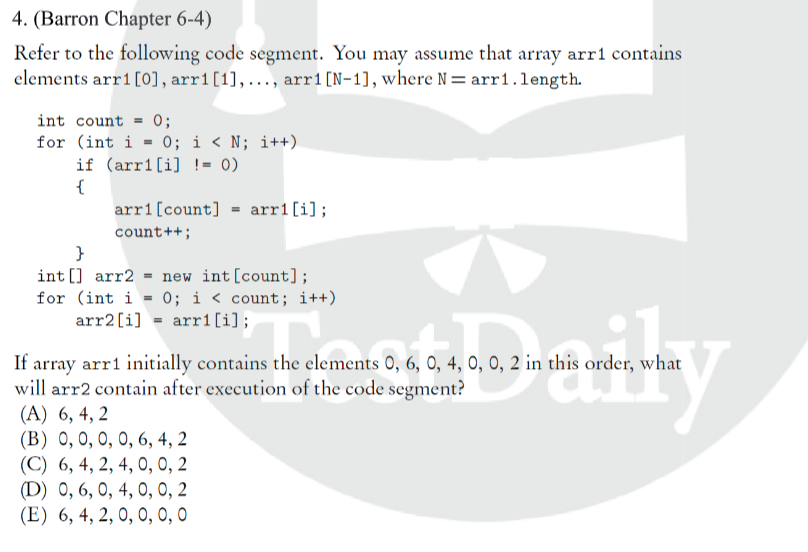 4. (Barron Chapter 6-4)
Refer to the following code segment. You may assume that array arr1 contains
elements arr1[0], arr1[1], ..., arr1[N-1], where N = arr1.length.
int count = 0;
for (int i = 0; i < N; i++)
if (arr1[i] != 0)
{
arr1[count] = arr1[i];
count++;
}
int[] arr2 = new int[count];
for (int i = 0; i < count; i++)
arr2[i] = arr1[i];
TestDaily
If array arr1 initially contains the elements 0, 6, 0, 4, 0, 0, 2 in this order, what
will arr2 contain after execution of the code segment?
(A) 6, 4, 2
(B) 0, 0, 0, 0, 6, 4, 2
(C) 6, 4, 2, 4, 0, 0, 2
(D) 0, 6, 0, 4, 0, 0, 2
(E) 6, 4, 2, 0, 0, 0, 0